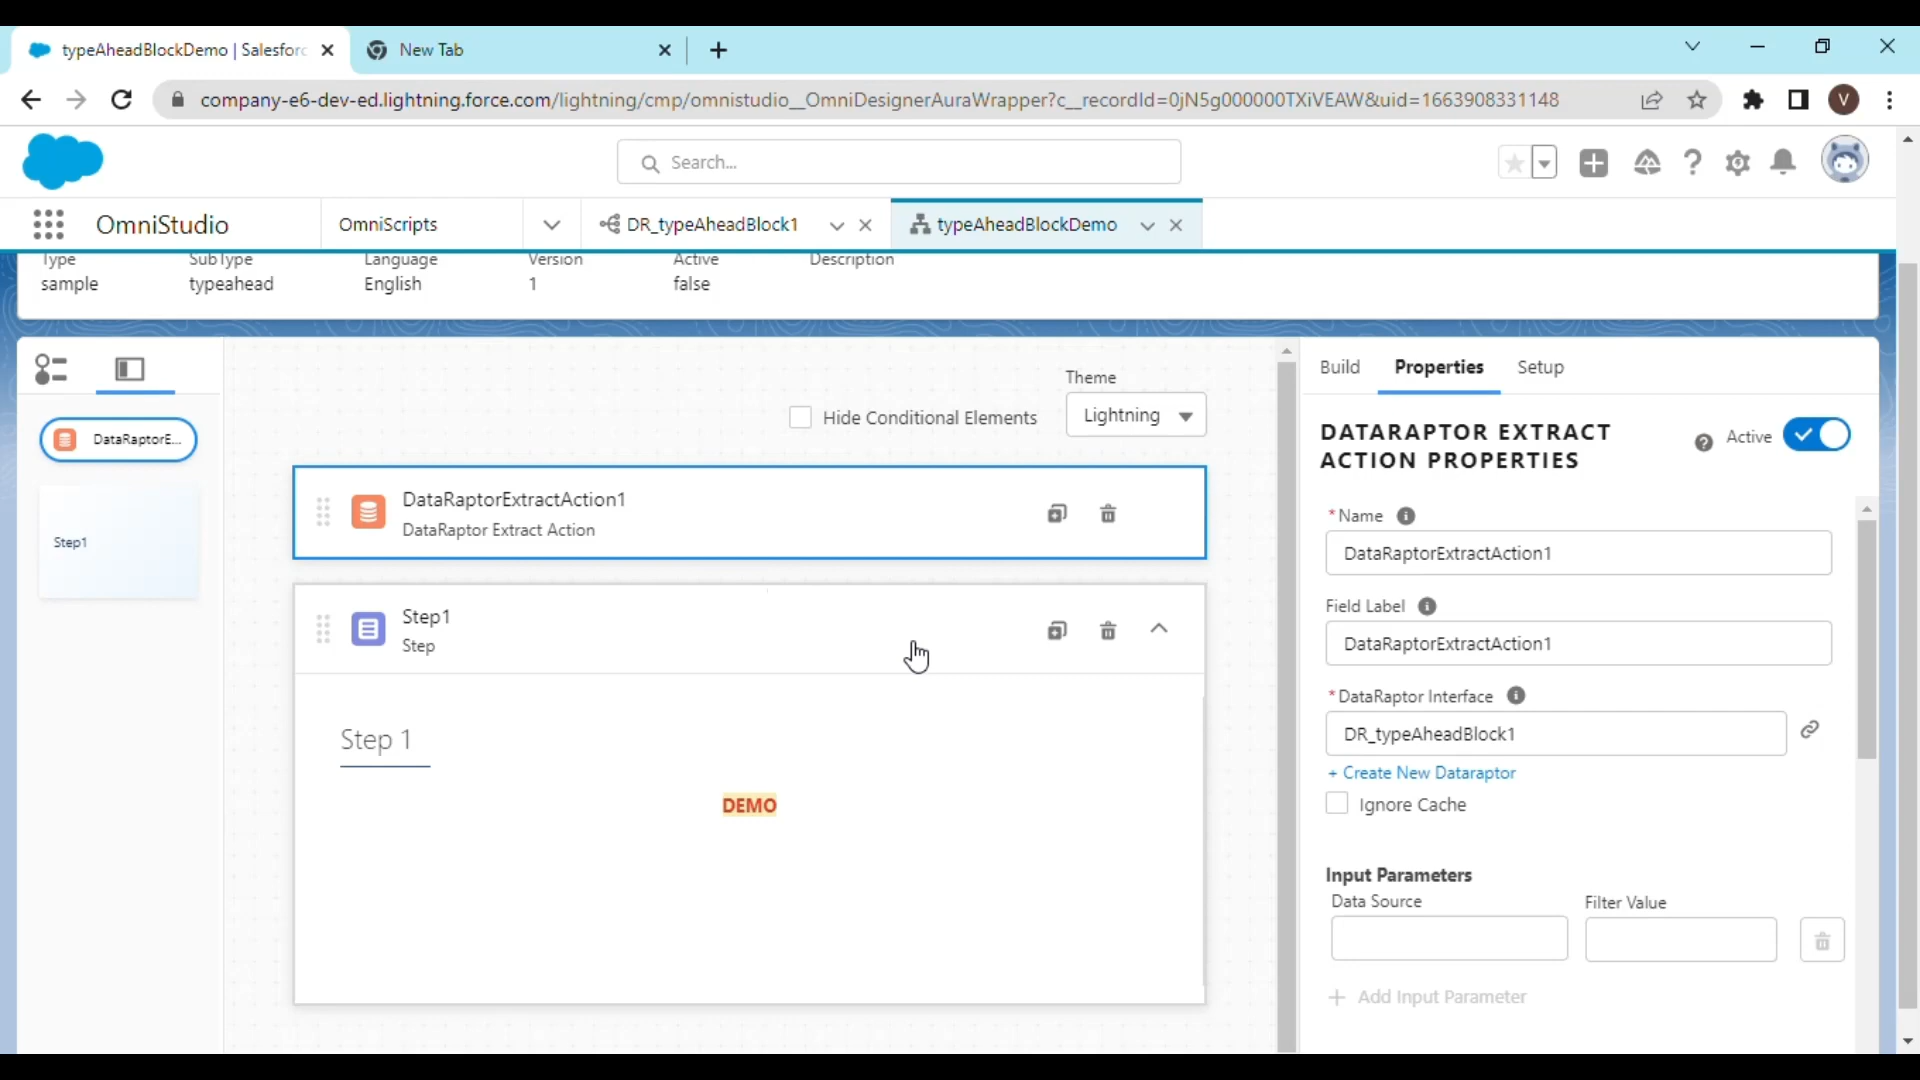 typeAheadBlockDemo | Salesforc
New Tab
company-e6-dev-ed.lightning.force.com/lightning/cmp/omnistudio__OmniDesignerAuraWrapper?c__recordId=0jN5g000000TXiVEAW&uid=1663908331148
V
Search...
OmniStudio
OmniScripts
DR_typeAheadBlock1
typeAheadBlockDemo
Type SubType Language Version Active Description
sample typeahead English 1 false
Theme
Hide Conditional Elements
Lightning
DataRaptorE...
Step1
DataRaptorExtractAction1
DataRaptor Extract Action
Step1
Step
Step 1
DEMO
Build Properties Setup
DATARAPTOR EXTRACT
ACTION PROPERTIES
Active
*Name
DataRaptorExtractAction1
Field Label
DataRaptorExtractAction1
*DataRaptor Interface
DR_typeAheadBlock1
+ Create New Dataraptor
Ignore Cache
Input Parameters
Data Source Filter Value
+ Add Input Parameter